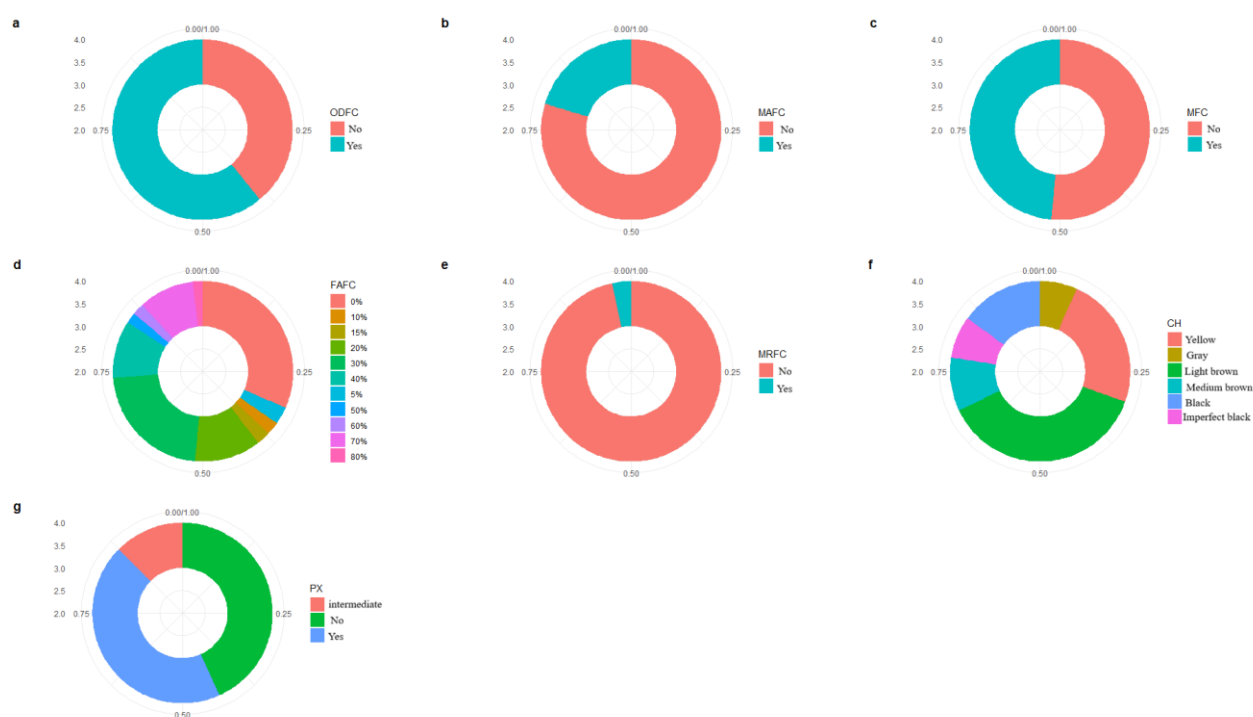 a
0.00/1.00
4.0
3.5
3.0
2.5
2.0
0.75
0.25
0.50
ODFC
No
Yes
b
0.00/1.00
4.0
3.5
3.0
2.5
2.0
0.75
0.25
0.50
MAFC
No
Yes
c
0.00/1.00
4.0
3.5
3.0
2.5
2.0
0.75
0.25
0.50
MFC
No
Yes
d
0.00/1.00
4.0
3.5
3.0
2.5
2.0
0.75
0.25
0.50
FAFC
0%
10%
15%
20%
30%
40%
5%
50%
60%
70%
80%
e
0.00/1.00
4.0
3.5
3.0
2.5
2.0
0.75
0.25
0.50
MRFC
No
Yes
f
0.00/1.00
4.0
3.5
3.0
2.5
2.0
0.75
0.25
0.50
CH
Yellow
Gray
Light brown
Medium brown
Black
Imperfect black
g
0.00/1.00
4.0
3.5
3.0
2.5
2.0
0.75
0.25
0.50
PX
intermediate
No
Yes